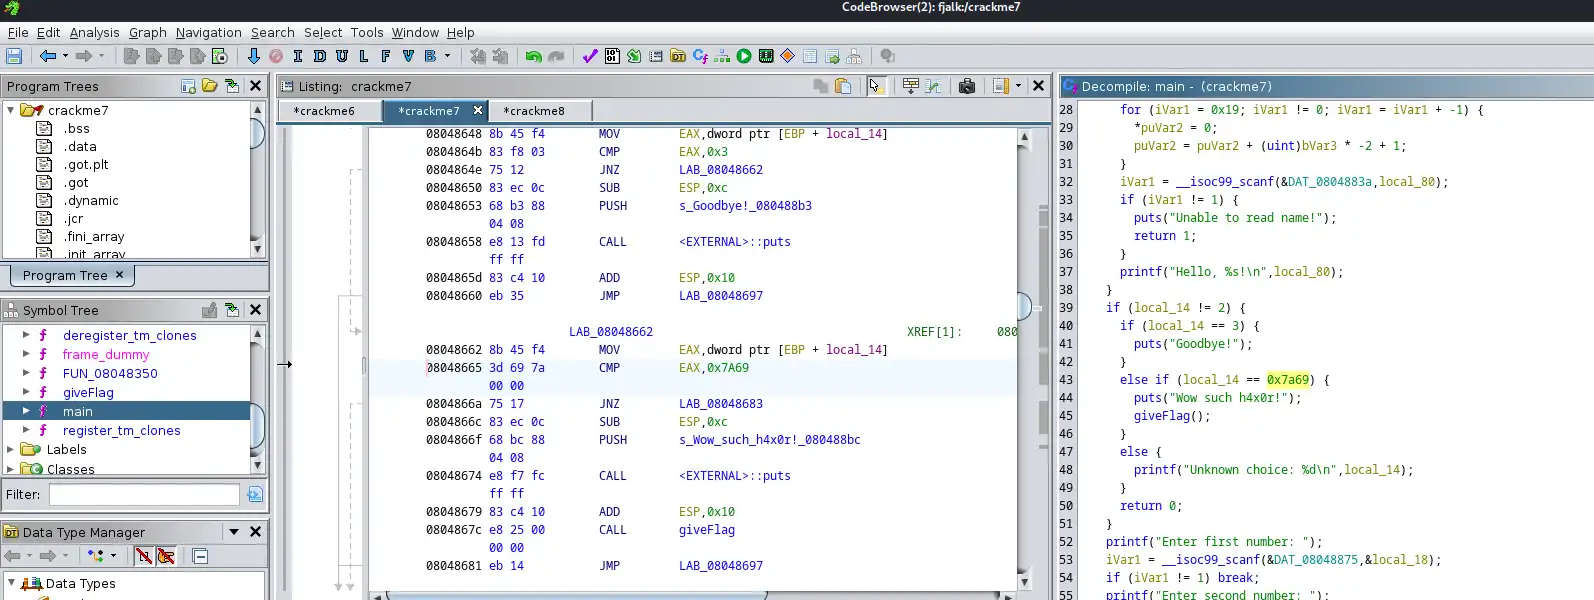 CodeBrowser(2): fjalk:/crackme7
File Edit Analysis Graph Navigation Search Select Tools Window Help
I D U L F V B
Program Trees
crackme7
.bss
.data
.got.plt
.got
.dynamic
.jcr
.fini_array
.init_array
Program Tree ×
Symbol Tree
f deregister_tm_clones
f frame_dummy
f FUN_08048350
f giveFlag
f main
f register_tm_clones
Labels
Classes
Filter:
Data Type Manager
Data Types
Listing: crackme7
*crackme6 *crackme7 *crackme8
08048648 8b 45 f4 MOV EAX,dword ptr [EBP + local_14]
0804864b 83 f8 03 CMP EAX,0x3
0804864e 75 12 JNZ LAB_08048662
08048650 83 ec 0c SUB ESP,0xc
08048653 68 b3 88 PUSH s_Goodbye!_080488b3
04 08
08048658 e8 13 fd CALL <EXTERNAL>::puts
ff ff
0804865d 83 c4 10 ADD ESP,0x10
08048660 eb 35 JMP LAB_08048697
LAB_08048662 XREF[1]: 080
08048662 8b 45 f4 MOV EAX,dword ptr [EBP + local_14]
08048665 3d 69 7a CMP EAX,0x7A69
00 00
0804866a 75 17 JNZ LAB_08048683
0804866c 83 ec 0c SUB ESP,0xc
0804866f 68 bc 88 PUSH s_Wow_such_h4x0r!_080488bc
04 08
08048674 e8 f7 fc CALL <EXTERNAL>::puts
ff ff
08048679 83 c4 10 ADD ESP,0x10
0804867c e8 25 00 CALL giveFlag
00 00
08048681 eb 14 JMP LAB_08048697
Decompile: main - (crackme7)
28 for (iVar1 = 0x19; iVar1 != 0; iVar1 = iVar1 + -1) {
29 *puVar2 = 0;
30 puVar2 = puVar2 + (uint)bVar3 * -2 + 1;
31 }
32 iVar1 = __isoc99_scanf(&DAT_0804883a,local_80);
33 if (iVar1 != 1) {
34 puts("Unable to read name!");
35 return 1;
36 }
37 printf("Hello, %s!\n",local_80);
38 }
39 if (local_14 != 2) {
40 if (local_14 == 3) {
41 puts("Goodbye!");
42 }
43 else if (local_14 == 0x7a69) {
44 puts("Wow such h4x0r!");
45 giveFlag();
46 }
47 else {
48 printf("Unknown choice: %d\n",local_14);
49 }
50 return 0;
51 }
52 printf("Enter first number: ");
53 iVar1 = __isoc99_scanf(&DAT_08048875,&local_18);
54 if (iVar1 != 1) break;
55 printf("Enter second number: ");